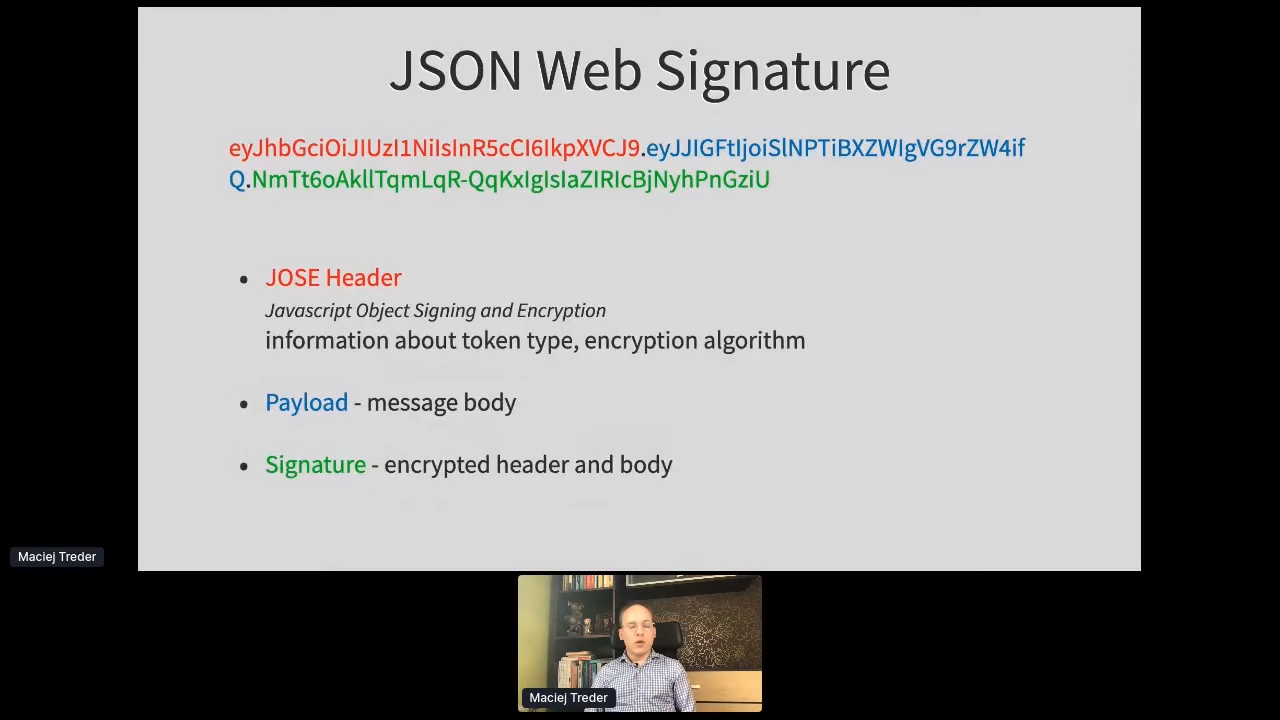 JSON Web Signature
eyJhbGciOiJIUzI1NiIsInR5cCI6IkpXVCJ9.eyJJIGFtIjoiSlNPTiBXZWIgVG9rZW4if
Q.NmTt6oAkllTqmLqR-QqKxIgIsIaZIRIcBjNyhPnGziU
• JOSE Header
Javascript Object Signing and Encryption
information about token type, encryption algorithm
• Payload - message body
• Signature - encrypted header and body
Maciej Treder
Maciej Treder